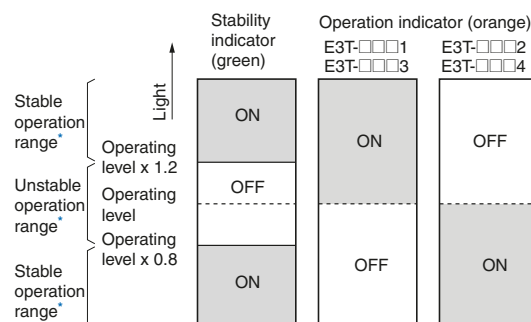 Stability
indicator
(green)
Operation indicator (orange)
E3T-□□□1
E3T-□□□3
E3T-□□□2
E3T-□□□4
Light
Stable
operation
range*
Operating
level x 1.2
Unstable
operation
range*
Operating
level
Operating
level x 0.8
Stable
operation
range*
ON
OFF
ON
ON
OFF
OFF
ON